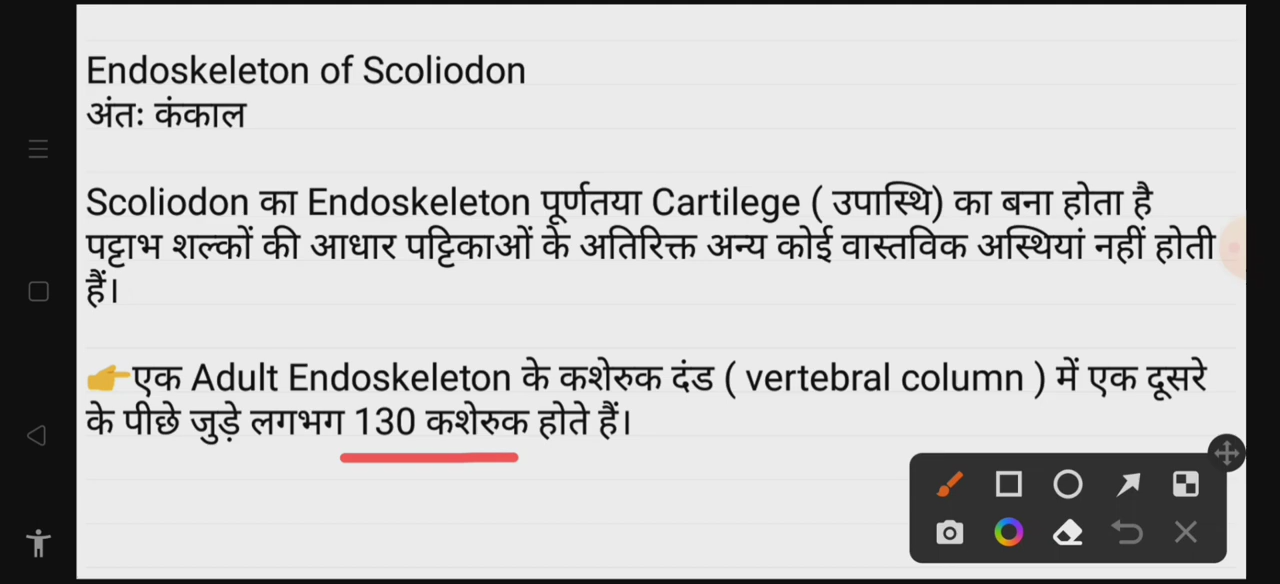 Endoskeleton of Scoliodon
अंतः कंकाल
Scoliodon का Endoskeleton पूर्णतया Cartilege ( उपास्थि) का बना होता है
पट्टाभ शल्कों की आधार पट्टिकाओं के अतिरिक्त अन्य कोई वास्तविक अस्थियां नहीं होती
हैं।
👉एक Adult Endoskeleton के कशेरुक दंड ( vertebral column ) में एक दूसरे
के पीछे जुड़े लगभग 130 कशेरुक होते हैं।